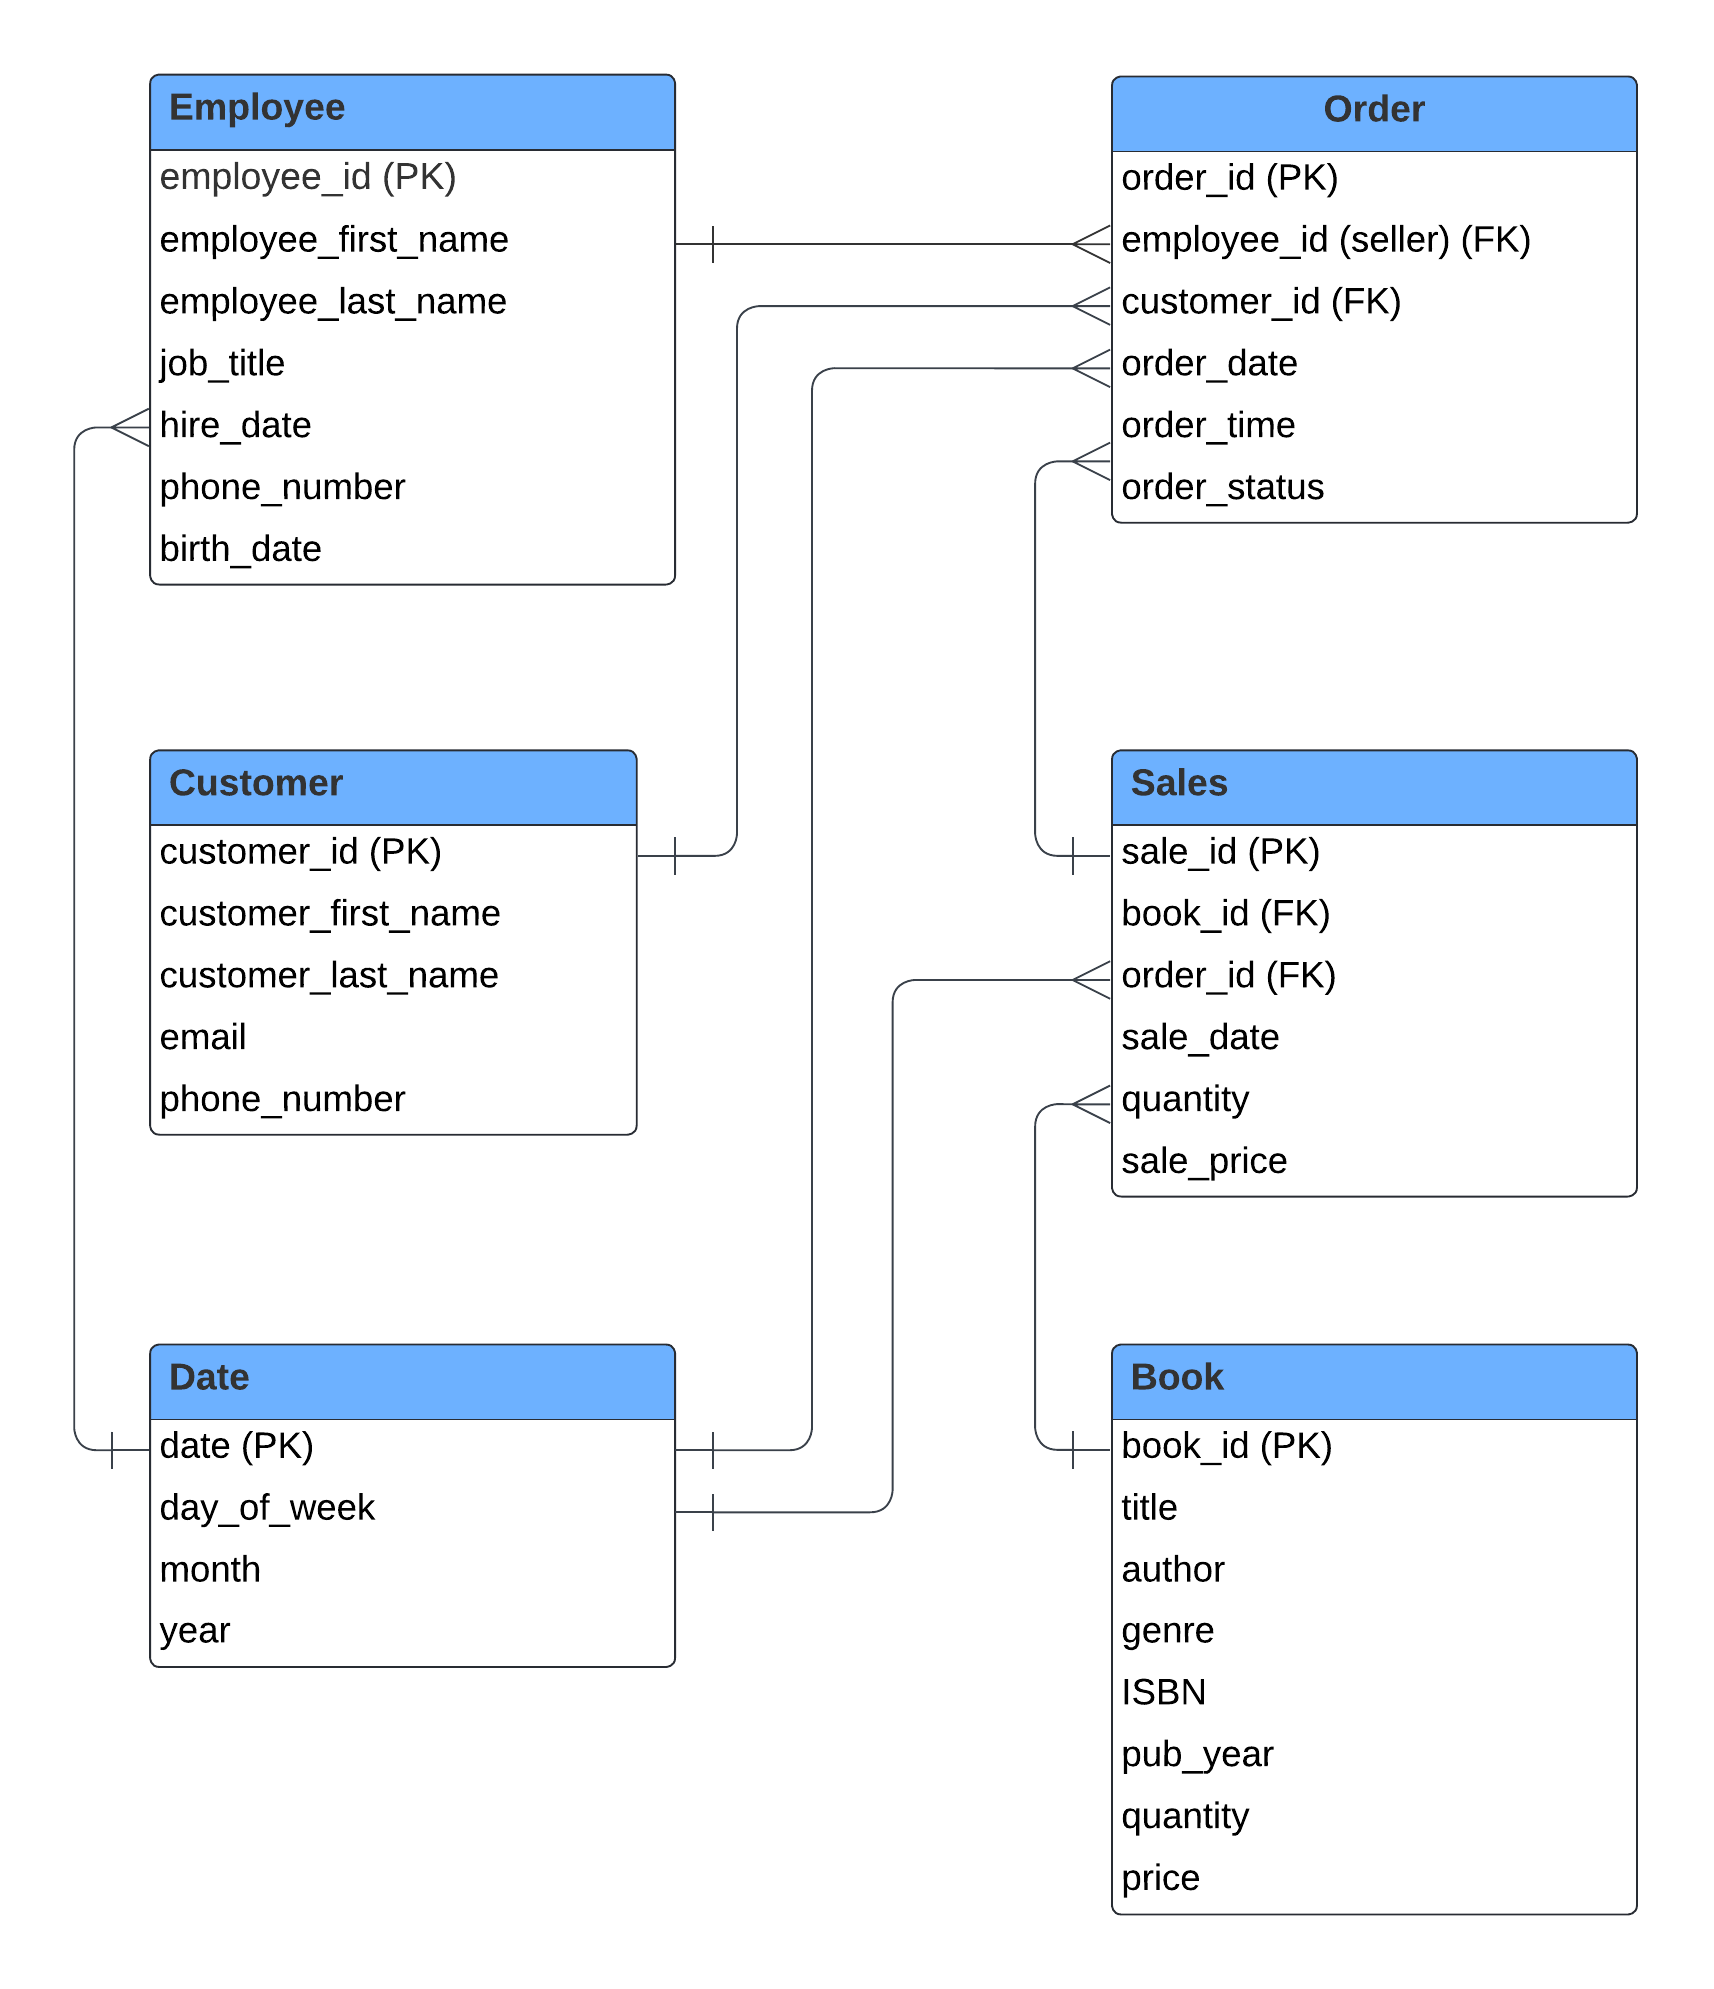 Employee
employee_id (PK)
employee_first_name
employee_last_name
job_title
hire_date
phone_number
birth_date
Order
order_id (PK)
employee_id (seller) (FK)
customer_id (FK)
order_date
order_time
order_status
Customer
customer_id (PK)
customer_first_name
customer_last_name
email
phone_number
Sales
sale_id (PK)
book_id (FK)
order_id (FK)
sale_date
quantity
sale_price
Date
date (PK)
day_of_week
month
year
Book
book_id (PK)
title
author
genre
ISBN
pub_year
quantity
price